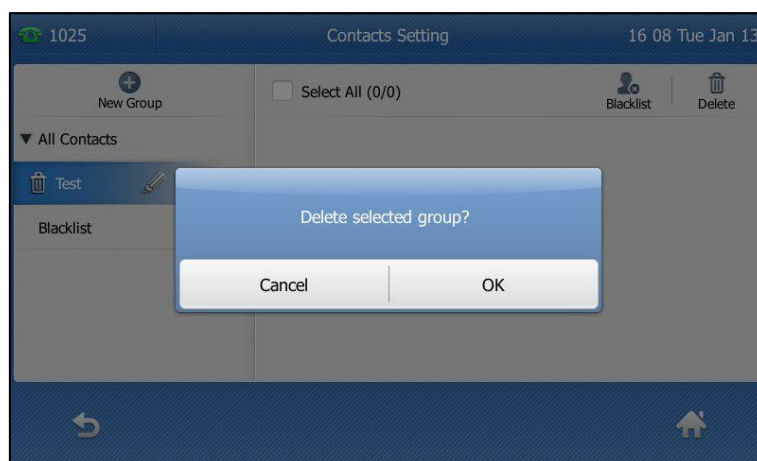 1025 Contacts Setting 16 08 Tue Jan 13
New Group
Select All (0/0)
Blacklist Delete
All Contacts
Test
Blacklist
Delete selected group?
Cancel OK